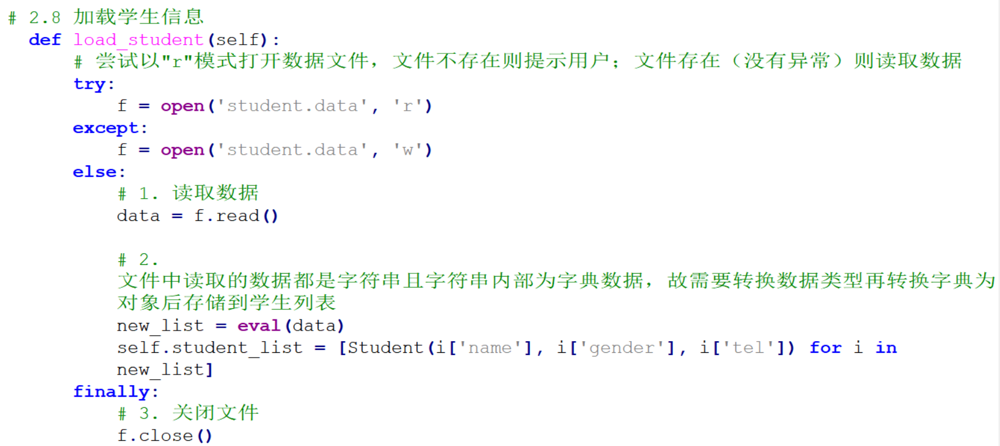 # 2.8 加载学生信息
def load_student(self):
# 尝试以"r"模式打开数据文件，文件不存在则提示用户；文件存在（没有异常）则读取数据
try:
f = open('student.data', 'r')
except:
f = open('student.data', 'w')
else:
# 1. 读取数据
data = f.read()
# 2.
文件中读取的数据都是字符串且字符串内部为字典数据，故需要转换数据类型再转换字典为
对象后存储到学生列表
new_list = eval(data)
self.student_list = [Student(i['name'], i['gender'], i['tel']) for i in
new_list]
finally:
# 3. 关闭文件
f.close()